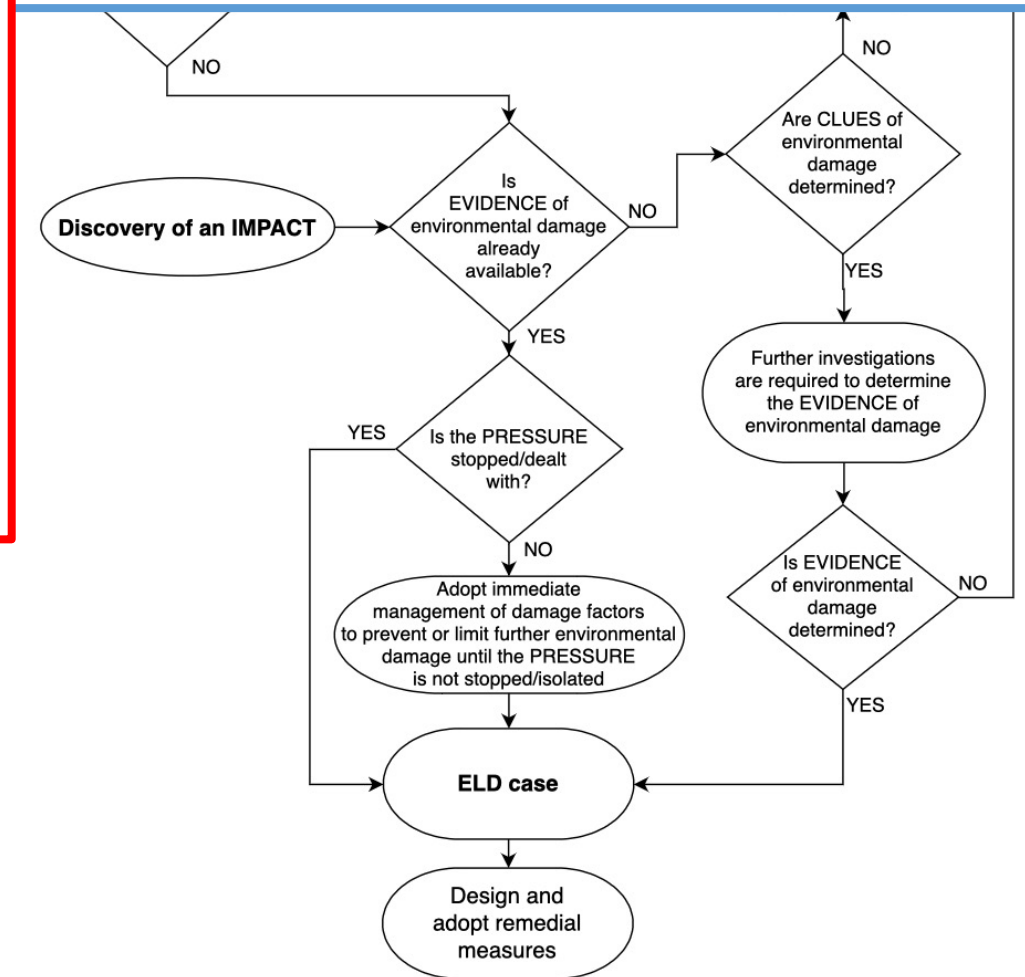 NO
NO
Are CLUES of
environmental
damage
determined?
Is
EVIDENCE of
environmental damage
already
available?
NO
Discovery of an IMPACT
YES
YES
Further investigations
are required to determine
the EVIDENCE of
environmental damage
YES
Is the PRESSURE
stopped/dealt
with?
NO
Is EVIDENCE
of environmental
damage
determined?
NO
Adopt immediate
management of damage factors
to prevent or limit further environmental
damage until the PRESSURE
is not stopped/isolated
YES
ELD case
Design and
adopt remedial
measures